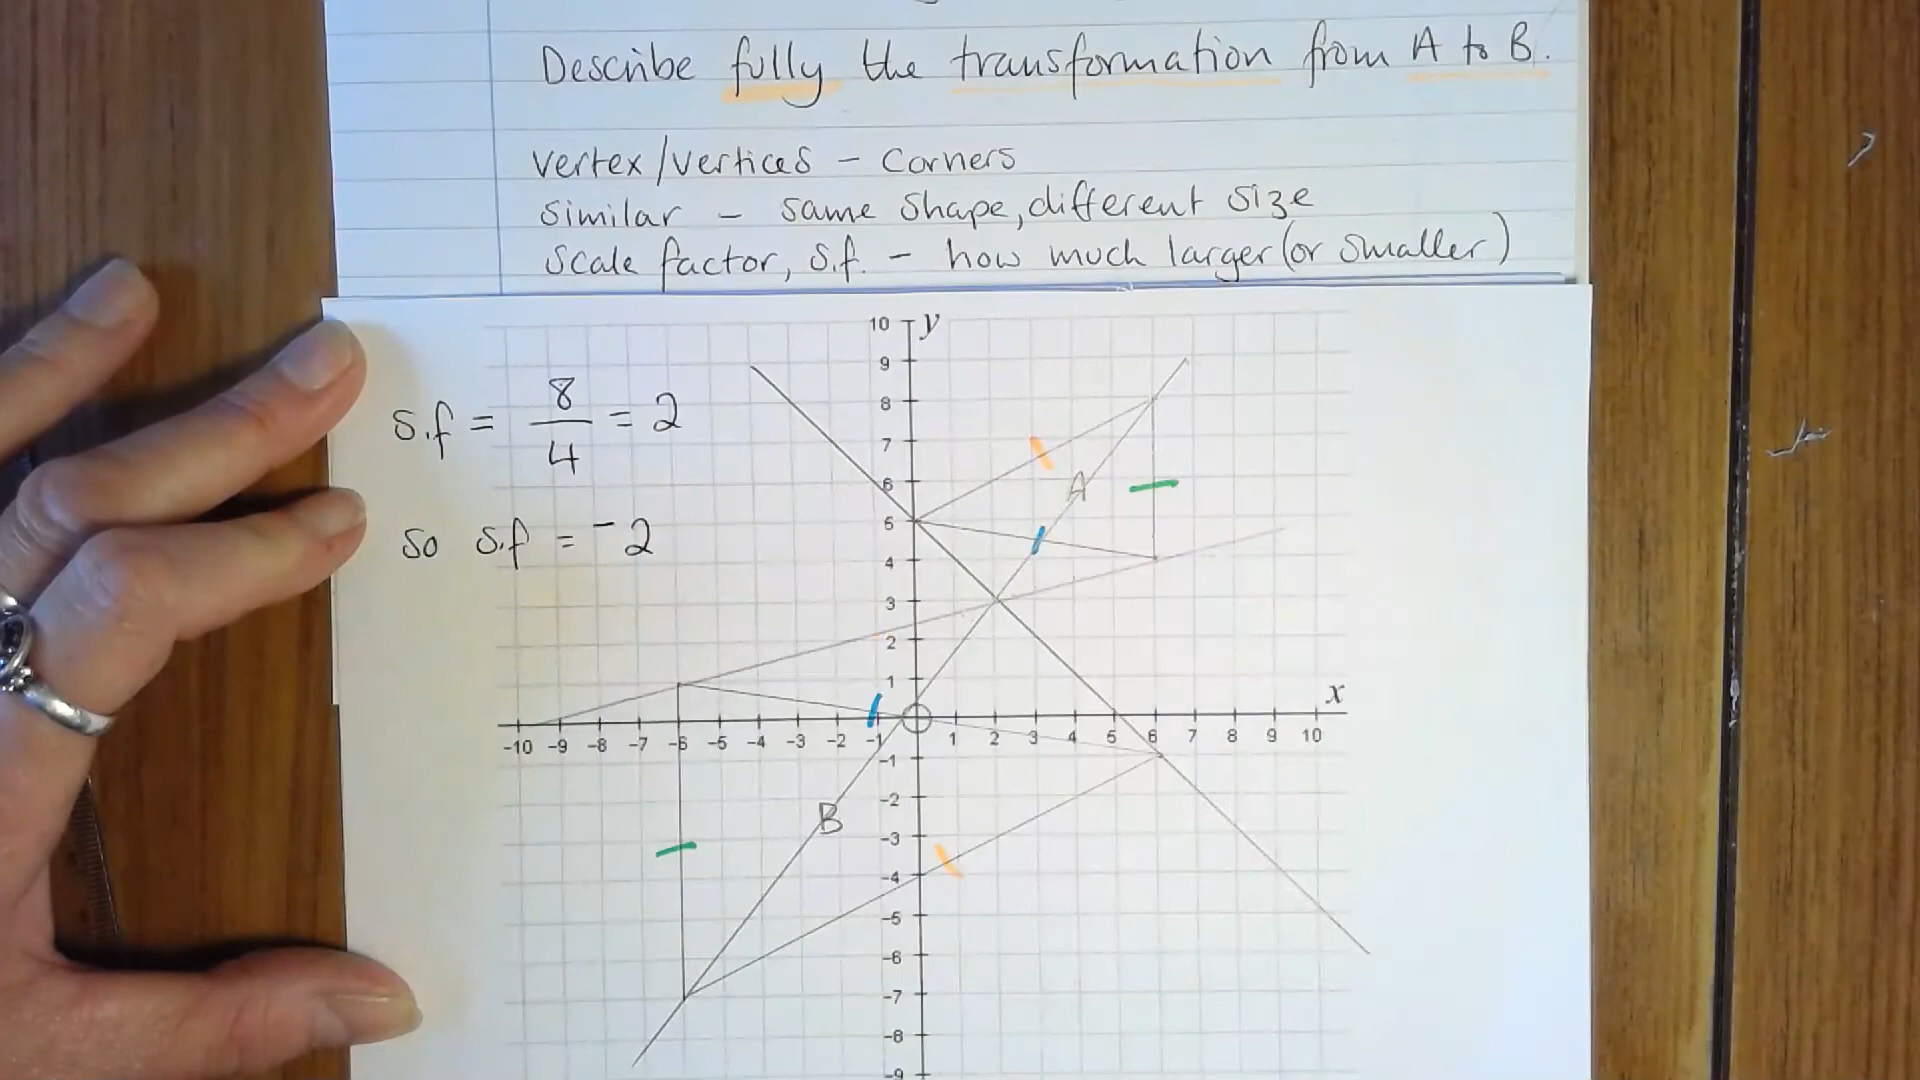 Describe fully the transformation from A to B.
vertex/vertices - corners
similar - same shape, different size
scale factor, s.f. - how much larger (or smaller)
s.f = 8/4 = 2
so s.f = -2
y
10
9
8
7
6
5
4
3
2
1
A
x
-10 -9 -8 -7 -6 -5 -4 -3 -2 -1 1 2 3 4 5 6 7 8 9 10
B
-1
-2
-3
-4
-5
-6
-7
-8
-9